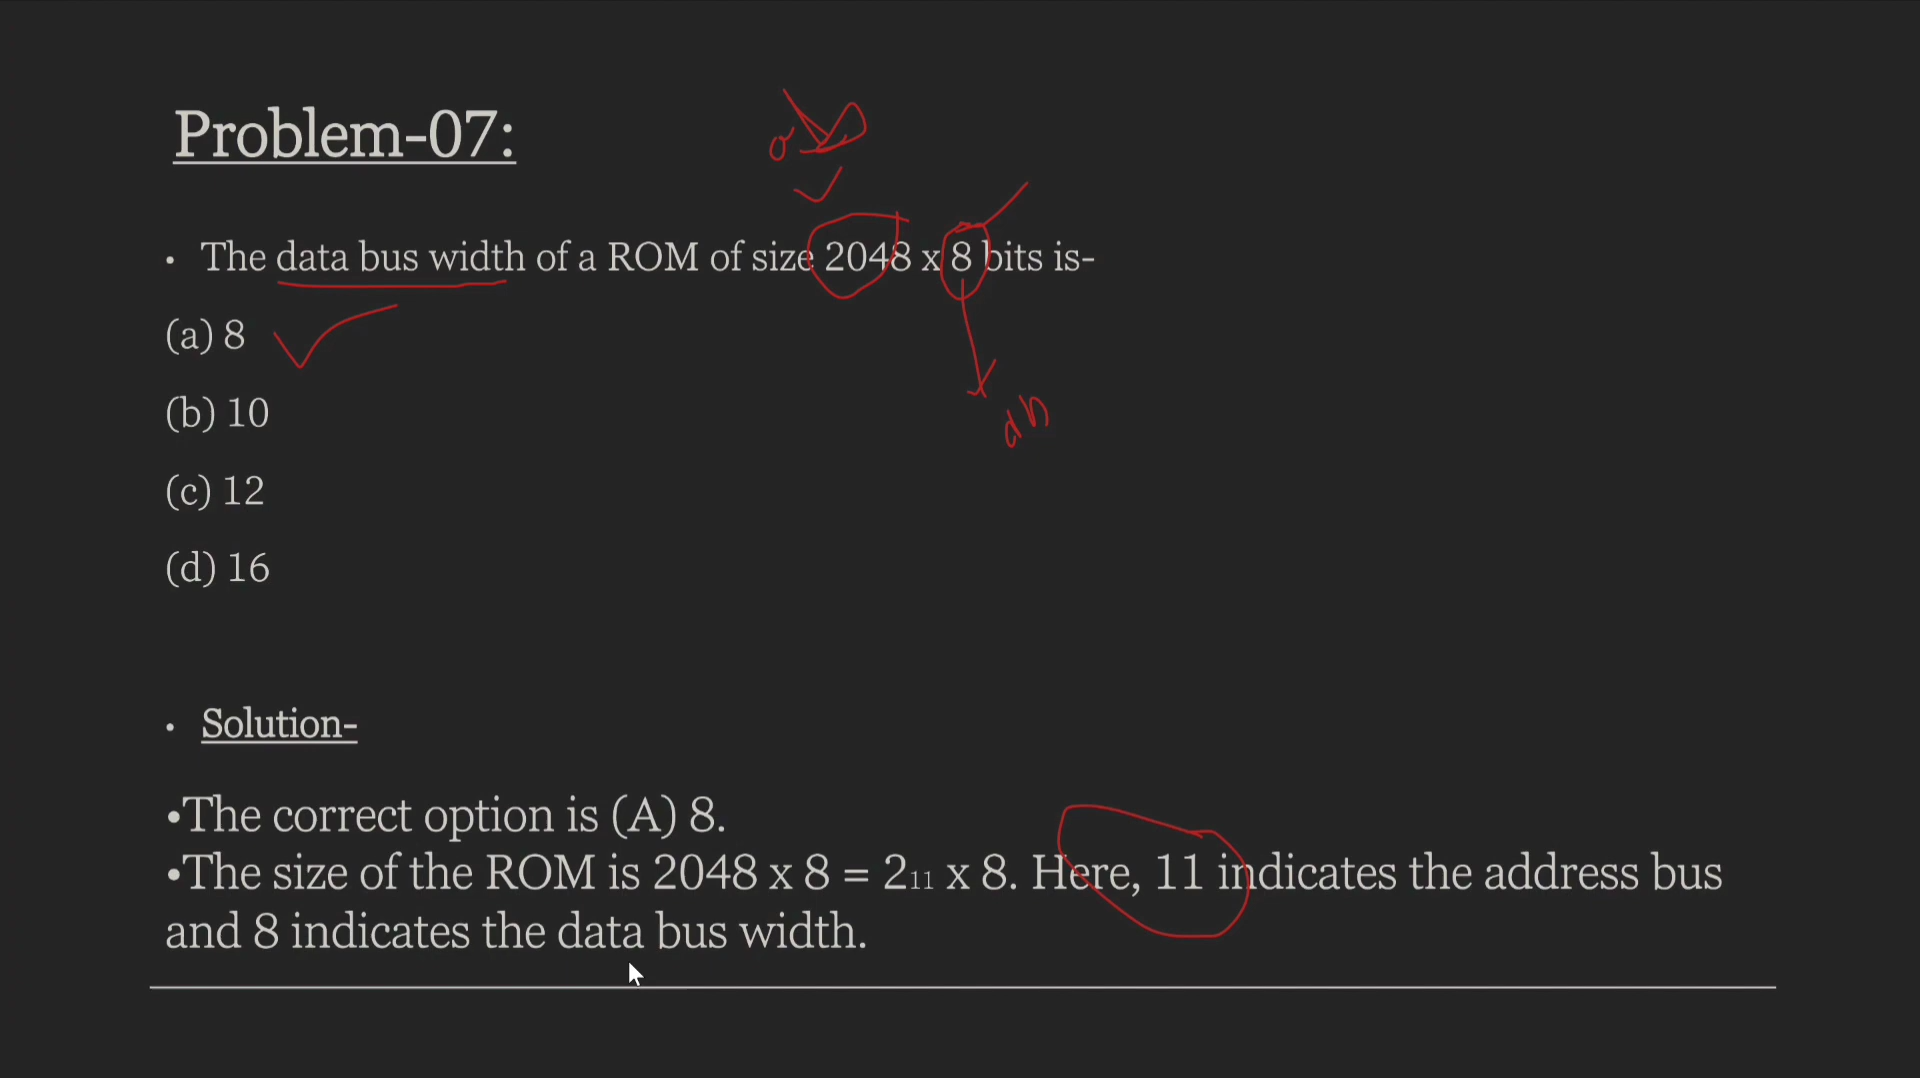 Problem-07:
• The data bus width of a ROM of size 2048 x 8 bits is-
(a) 8
(b) 10
(c) 12
(d) 16
• Solution-
•The correct option is (A) 8.
•The size of the ROM is 2048 x 8 = 2₁₁ x 8. Here, 11 indicates the address bus
and 8 indicates the data bus width.